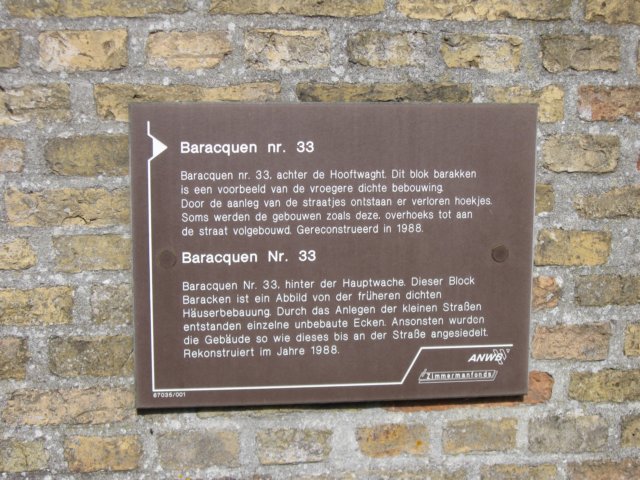 Baracquen nr. 33
Baracquen nr. 33, achter de Hooftwaght. Dit blok barakken
is een voorbeeld van de vroegere dichte bebouwing.
Door de aanleg van de straatjes ontstaan er verloren hoekjes.
Soms werden de gebouwen zoals deze, overhoeks tot aan
de straat volgebouwd. Gereconstrueerd in 1988.
Baracquen Nr. 33
Baracquen Nr. 33, hinter der Hauptwache. Dieser Block
Baracken ist ein Abbild von der früheren dichten
Häuserbebauung. Durch das Anlegen der kleinen Straßen
entstanden einzelne unbebaute Ecken. Ansonsten wurdon
die Gebäude so wie dieses bis an der Straße angesiedelt.
Rekonstruiert im Jahre 1988.
ANWB
Zimmermanfonds
67035/001